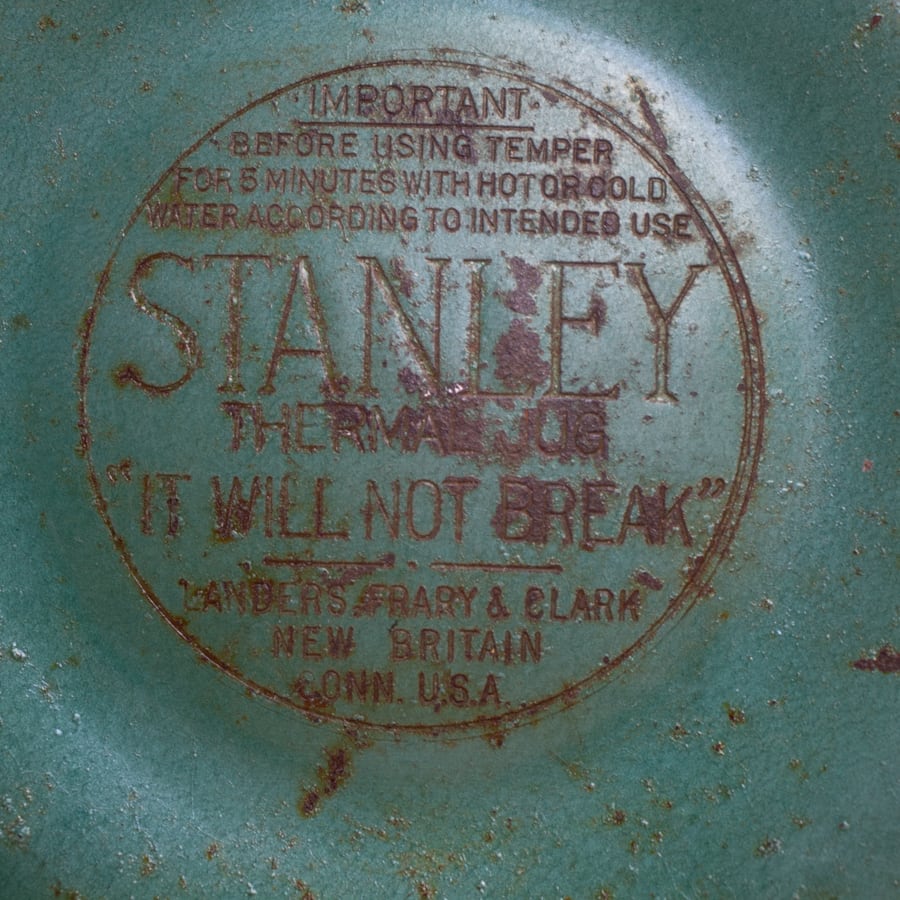 ·IMPORTANT·
BEFORE USING TEMPER
FOR 5 MINUTES WITH HOT OR COLD
WATER ACCORDING TO INTENDED USE
STANLEY
THERMAL JUG
"IT WILL NOT BREAK"
LANDERS FRARY & CLARK
NEW BRITAIN
CONN. U.S.A.